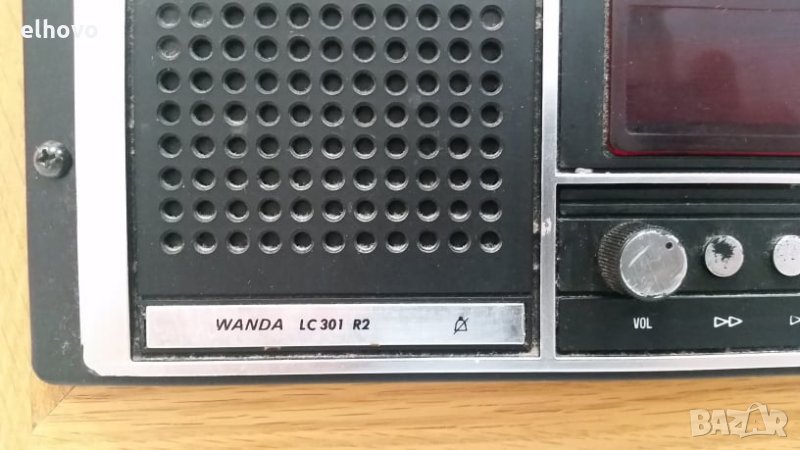 elhovo
WANDA LC 301 R2
VOL
BAZAR